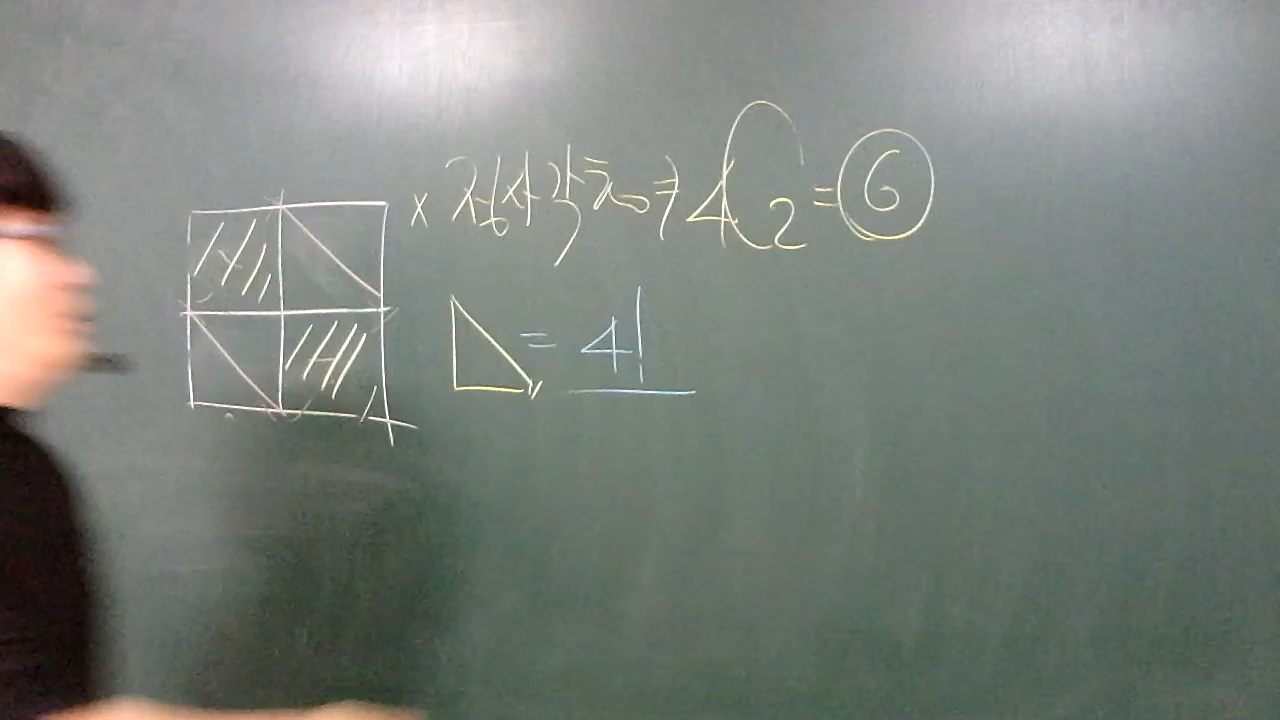 x 정사각형 ⇒ 4C2 = 6
= 4!